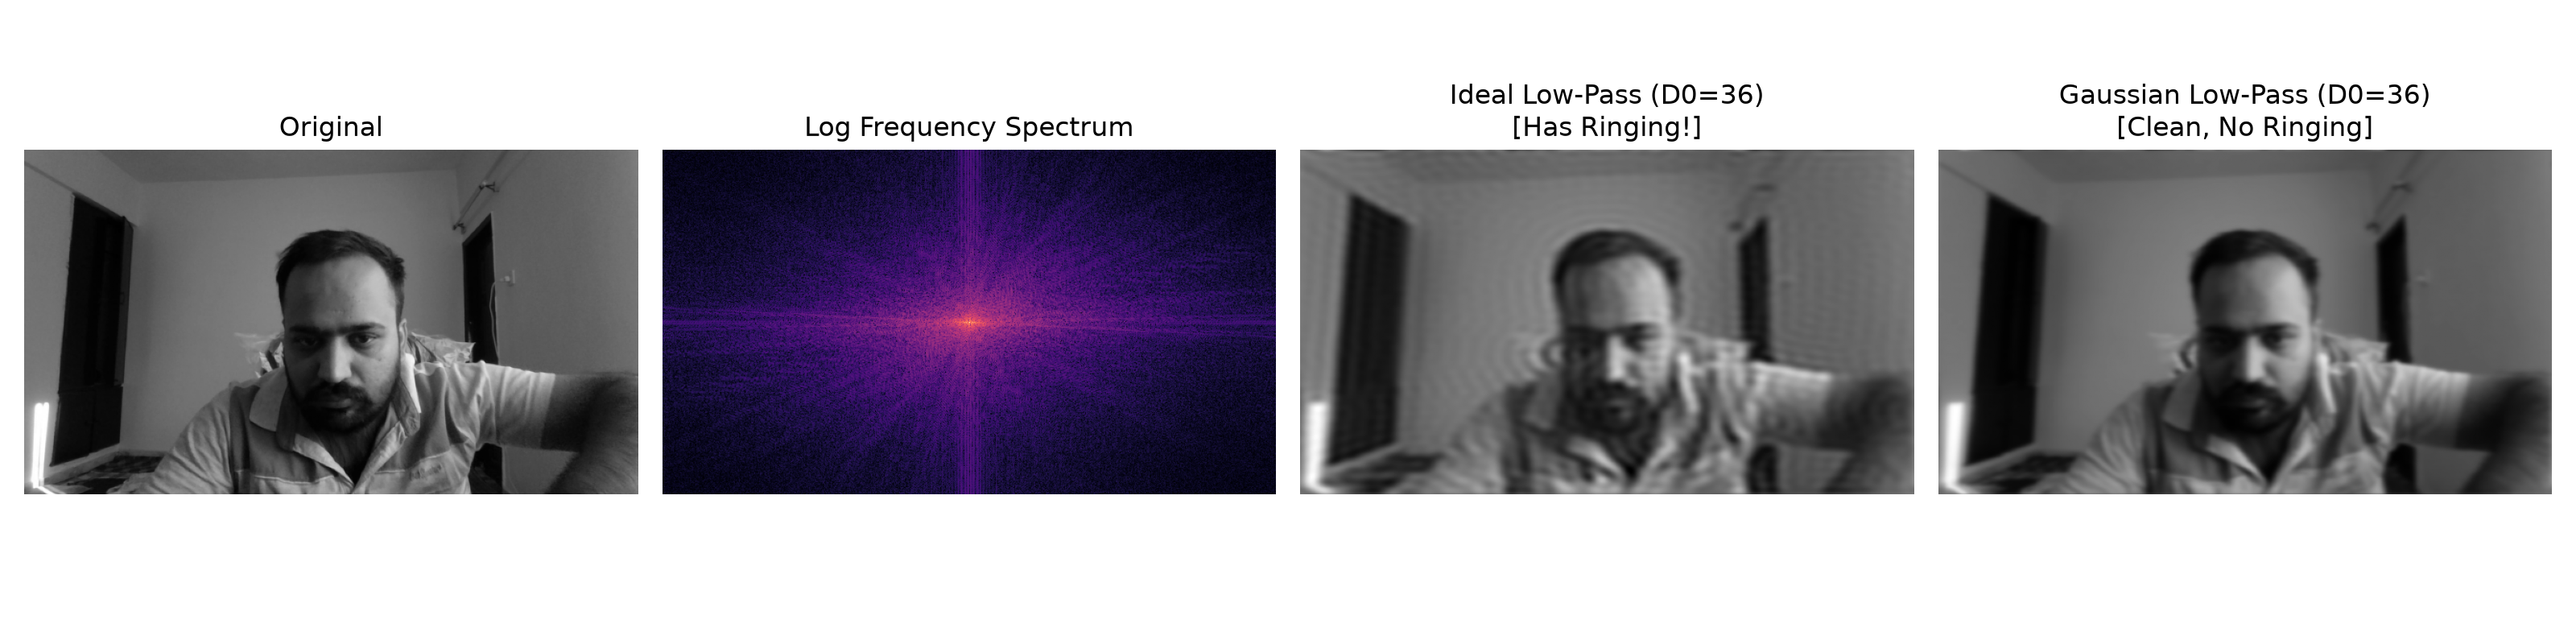 Original
Log Frequency Spectrum
Ideal Low-Pass (D0=36)
[Has Ringing!]
Gaussian Low-Pass (D0=36)
[Clean, No Ringing]